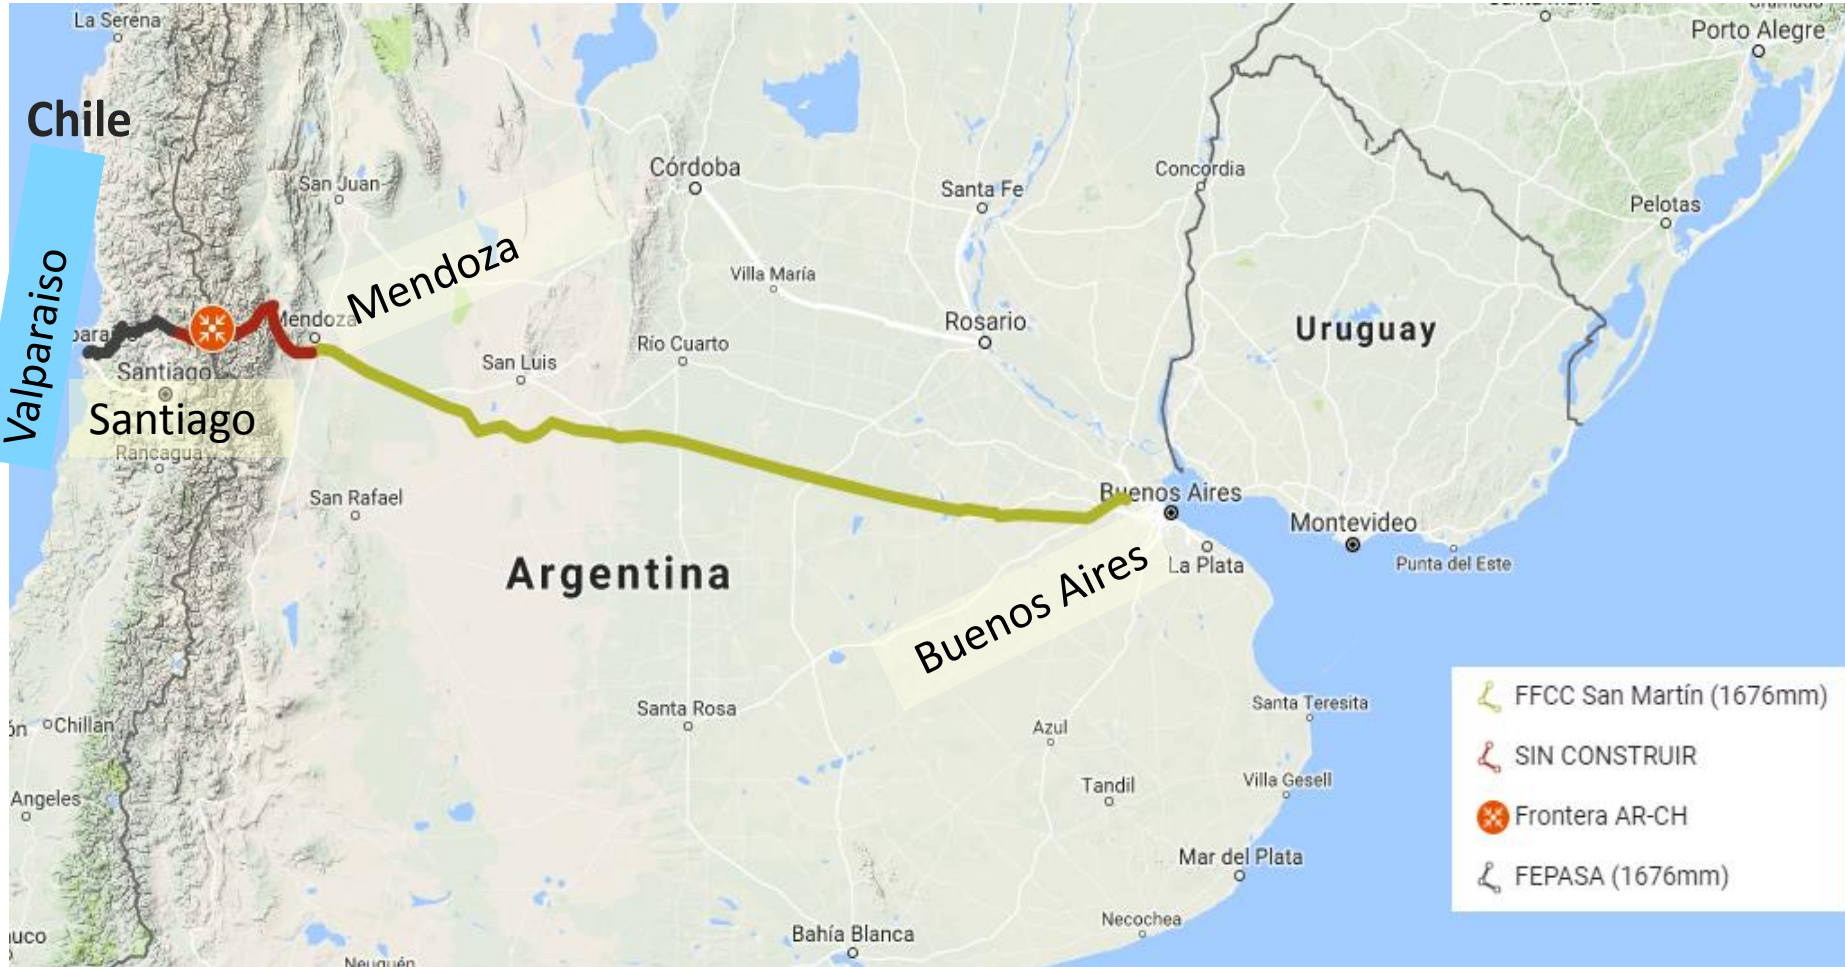 La Serena
Porto Alegre
Chile
Córdoba
San Juan
Santa Fe
Concordia
Pelotas
Valparaiso
Mendoza
Villa María
Mendoza
Rosario
Uruguay
Río Cuarto
San Luis
Santiago
Santiago
Rancagua
San Rafael
Buenos Aires
Montevideo
Punta del Este
La Plata
Argentina
Buenos Aires
Santa Rosa
Santa Teresita
Chillan
Azul
Angeles
Tandil
Villa Gesell
Mar del Plata
Necochea
Bahía Blanca
Neuquén
FFCC San Martín (1676mm)
SIN CONSTRUIR
Frontera AR-CH
FEPASA (1676mm)